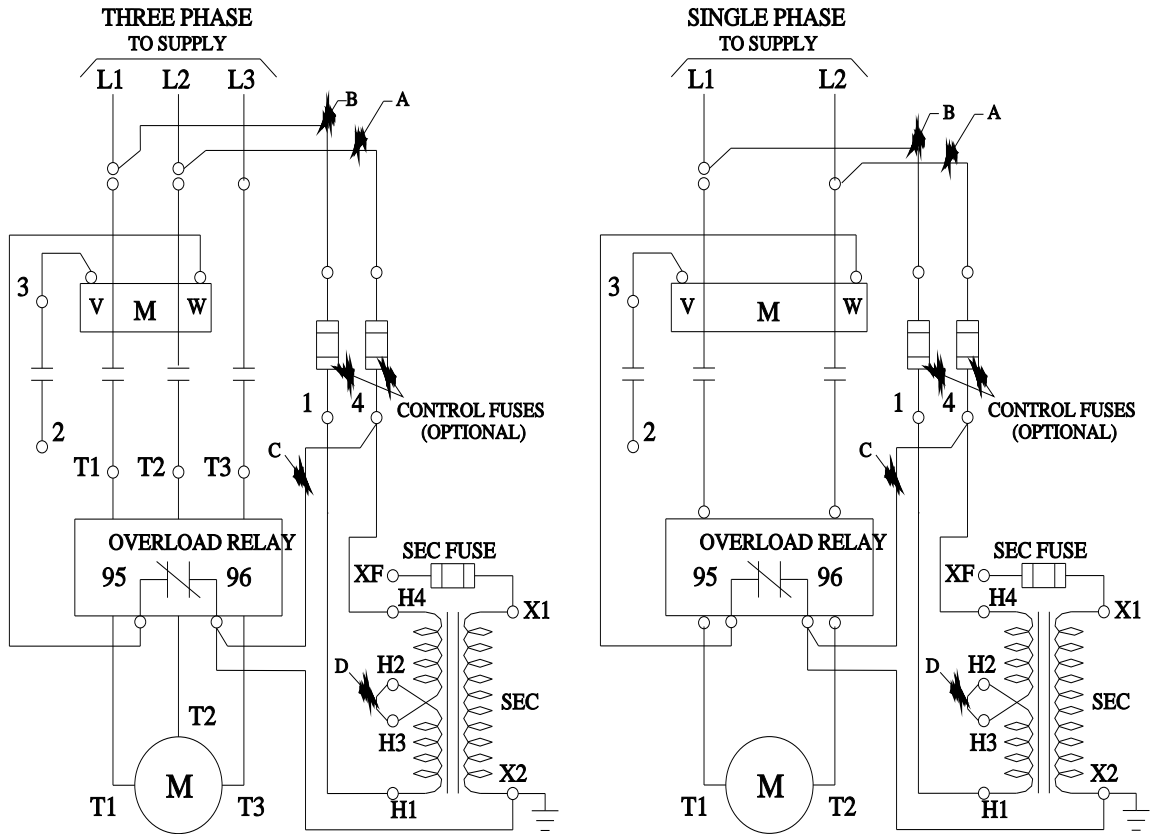 THREE PHASE
TO SUPPLY
L1 L2 L3
B A
3
V M W
1 4
CONTROL FUSES
(OPTIONAL)
2
C
T1 T2 T3
OVERLOAD RELAY
95 96
SEC FUSE
XF
H4 X1
D H2
SEC
T2
H3
M
X2
T1 T3
H1
SINGLE PHASE
TO SUPPLY
L1 L2
B A
3
V M W
1 4
CONTROL FUSES
(OPTIONAL)
2
C
OVERLOAD RELAY
95 96
SEC FUSE
XF
H4 X1
D H2
SEC
H3
M
X2
T1 T2
H1